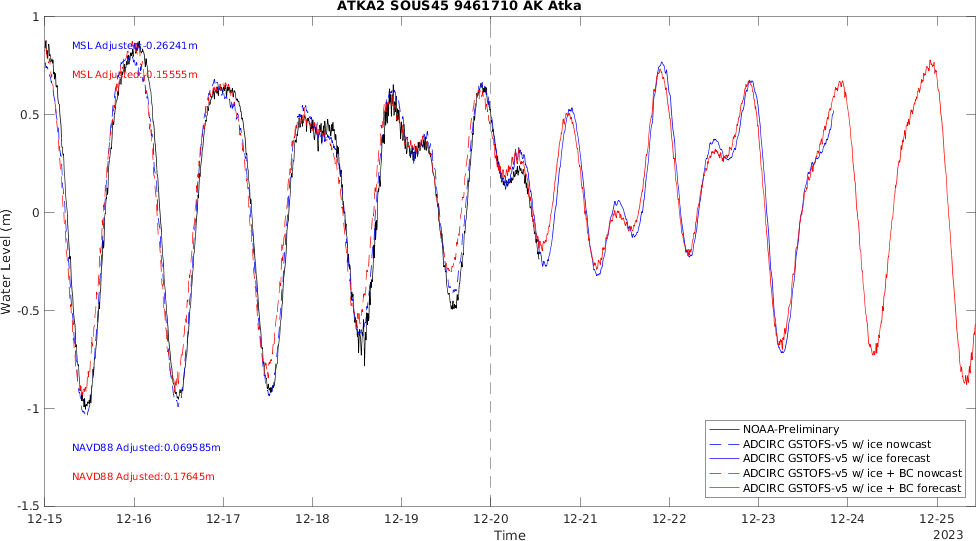 ATKA2 SOUS45 9461710 AK Atka
MSL Adjusted:-0.26241m
MSL Adjusted:-0.15555m
NAVD88 Adjusted:0.069585m
NAVD88 Adjusted:0.17645m
1
0.5
0
-0.5
-1
-1.5
Water Level (m)
NOAA-Preliminary
ADCIRC GSTOFS-v5 w/ ice nowcast
ADCIRC GSTOFS-v5 w/ ice forecast
ADCIRC GSTOFS-v5 w/ ice + BC nowcast
ADCIRC GSTOFS-v5 w/ ice + BC forecast
12-15 12-16 12-17 12-18 12-19 12-20 12-21 12-22 12-23 12-24 12-25
Time
2023